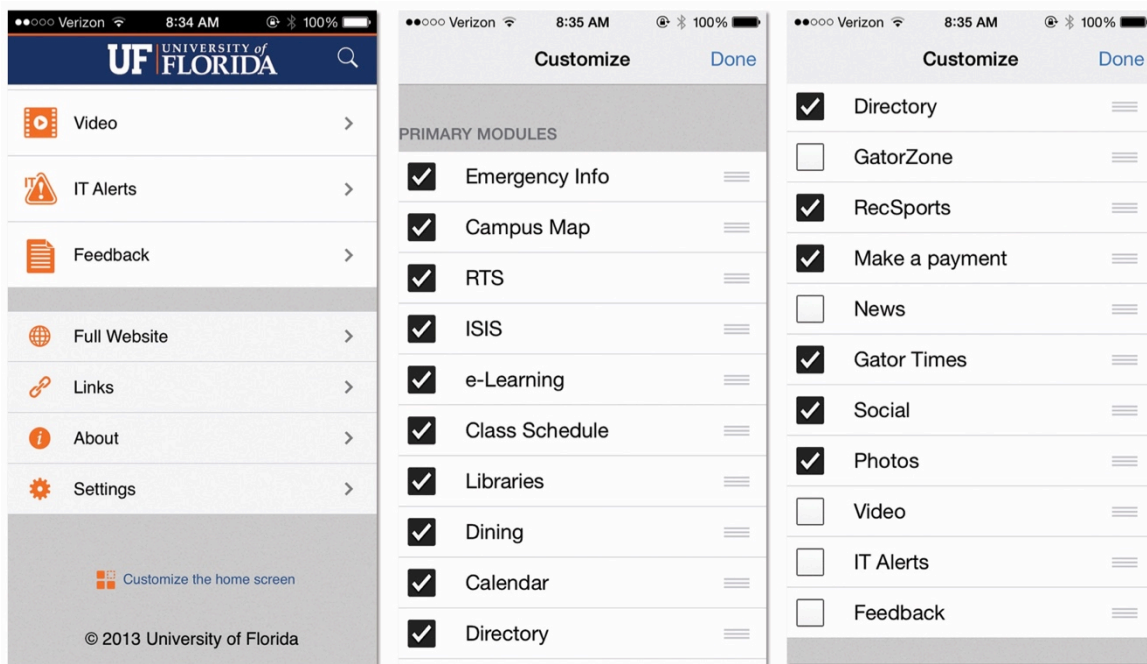 Verizon 8:34 AM 100%
UF UNIVERSITY of
FLORIDA
Video
IT Alerts
Feedback
Full Website
Links
About
Settings
Customize the home screen
© 2013 University of Florida
Verizon 8:35 AM 100%
Customize Done
PRIMARY MODULES
Emergency Info
Campus Map
RTS
ISIS
e-Learning
Class Schedule
Libraries
Dining
Calendar
Directory
Verizon 8:35 AM 100%
Customize Done
Directory
GatorZone
RecSports
Make a payment
News
Gator Times
Social
Photos
Video
IT Alerts
Feedback